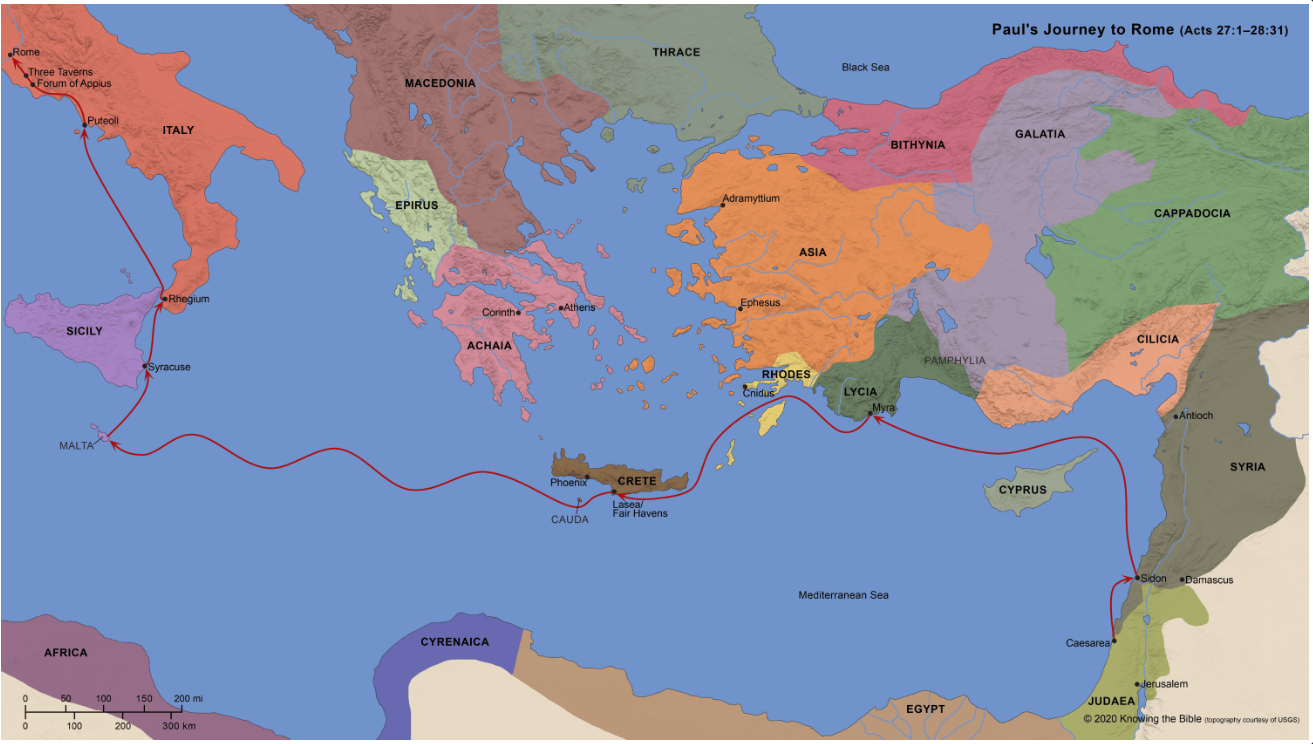 Paul's Journey to Rome (Acts 27:1–28:31)
Rome
Three Taverns
Forum of Appius
Puteoli
ITALY
MACEDONIA
THRACE
Black Sea
BITHYNIA
GALATIA
CAPPADOCIA
EPIRUS
Adramyttium
ASIA
Ephesus
Rhegium
SICILY
Syracuse
MALTA
Corinth
Athens
ACHAIA
RHODES
Cnidus
LYCIA
Myra
PAMPHYLIA
CILICIA
Antioch
SYRIA
CYPRUS
Phoenix
CRETE
Lasea/
Fair Havens
CAUDA
Sidon
Damascus
Mediterranean Sea
Caesarea
Jerusalem
JUDAEA
AFRICA
CYRENAICA
EGYPT
0 50 100 150 200 mi
0 100 200 300 km
© 2020 Knowing the Bible (topography courtesy of USGS)